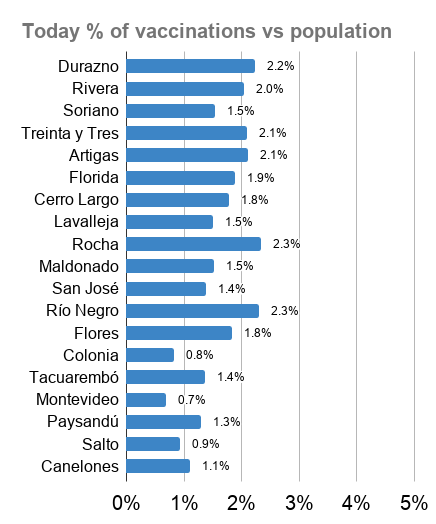 Today % of vaccinations vs population
Durazno 2.2%
Rivera 2.0%
Soriano 1.5%
Treinta y Tres 2.1%
Artigas 2.1%
Florida 1.9%
Cerro Largo 1.8%
Lavalleja 1.5%
Rocha 2.3%
Maldonado 1.5%
San José 1.4%
Río Negro 2.3%
Flores 1.8%
Colonia 0.8%
Tacuarembó 1.4%
Montevideo 0.7%
Paysandú 1.3%
Salto 0.9%
Canelones 1.1%
0% 1% 2% 3% 4% 5%